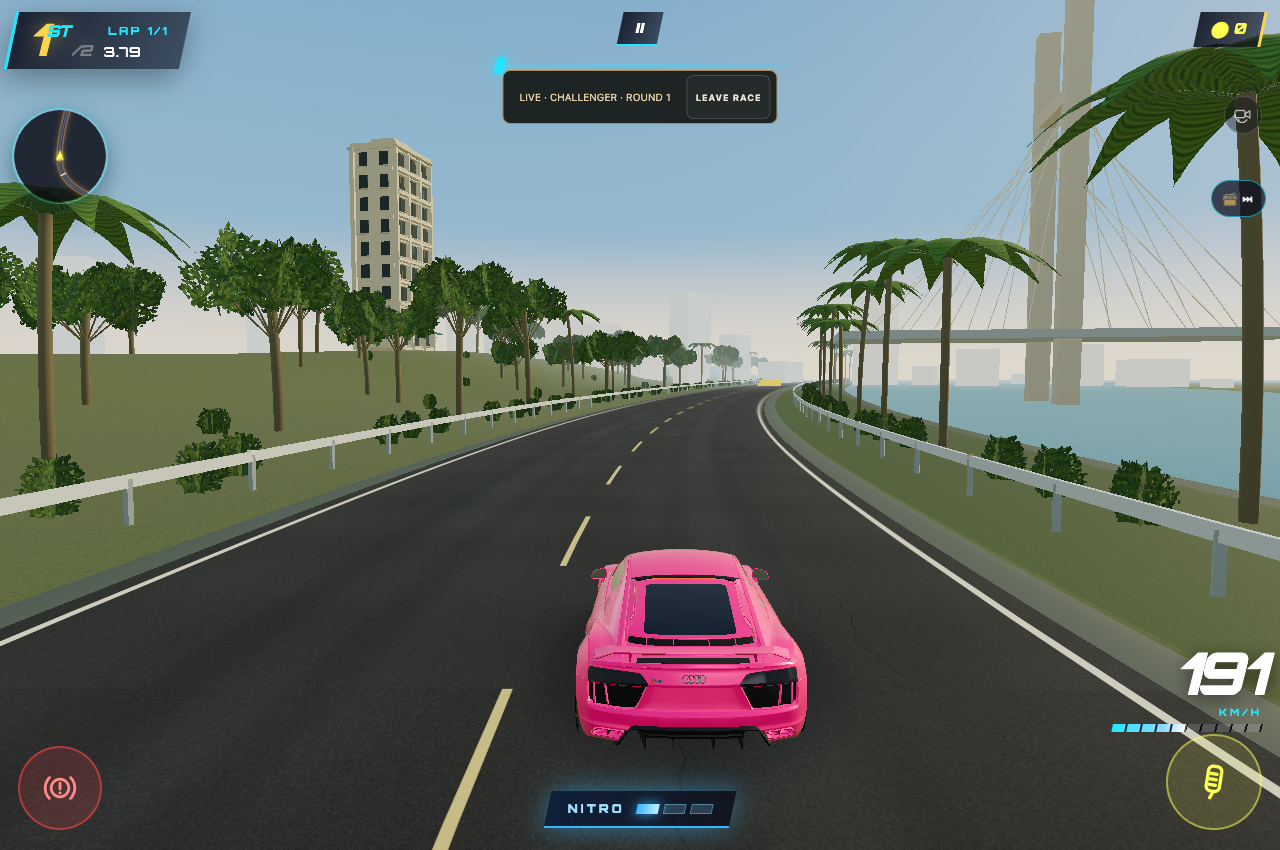 1ST
/2
LAP 1/1
3.79
0
LIVE · CHALLENGER · ROUND 1
LEAVE RACE
191
KM/H
NITRO